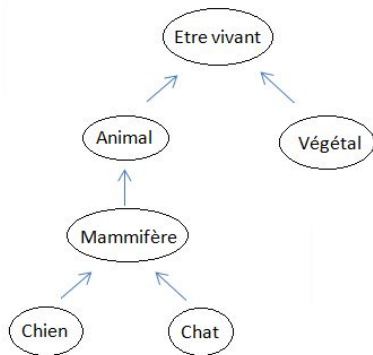 Etre vivant
Animal
Végétal
Mammifère
Chien
Chat